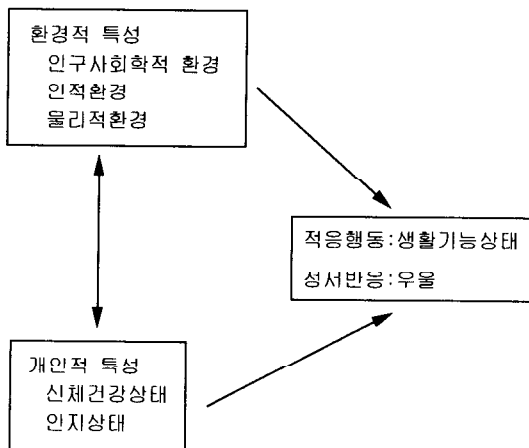 환경적 특성
인구사회학적 환경
인적환경
물리적환경
적응행동:생활기능상태
성서반응:우울
개인적 특성
신체건강상태
인지상태